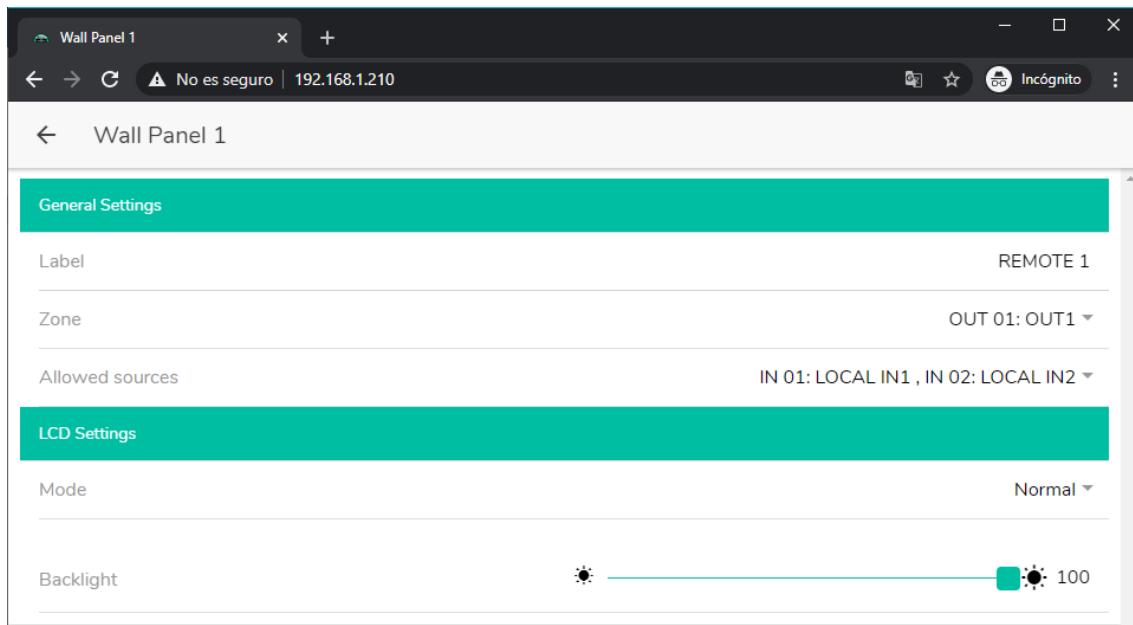 Wall Panel 1
No es seguro | 192.168.1.210
Incógnito
Wall Panel 1
General Settings
Label REMOTE 1
Zone OUT 01: OUT1
Allowed sources IN 01: LOCAL IN1 , IN 02: LOCAL IN2
LCD Settings
Mode Normal
Backlight 100